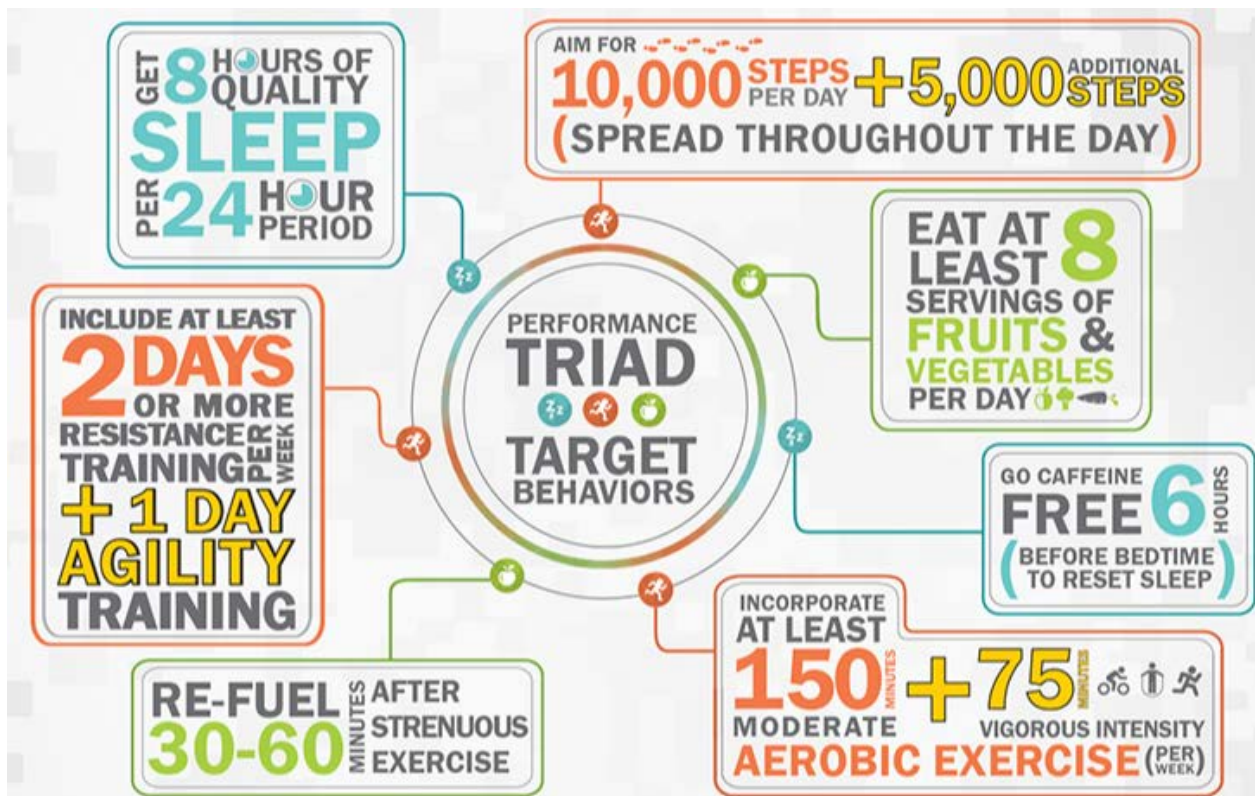 GET 8 HOURS OF
QUALITY
SLEEP
PER 24 HOUR
PERIOD
AIM FOR
10,000 STEPS PER DAY + 5,000 ADDITIONAL STEPS
(SPREAD THROUGHOUT THE DAY)
EAT AT
LEAST 8
SERVINGS OF
FRUITS &
VEGETABLES
PER DAY
INCLUDE AT LEAST
2 DAYS
OR MORE
RESISTANCE
TRAINING PER WEEK
+ 1 DAY
AGILITY
TRAINING
PERFORMANCE
TRIAD
TARGET
BEHAVIORS
GO CAFFEINE
FREE 6 HOURS
(BEFORE BEDTIME
TO RESET SLEEP)
RE-FUEL
30-60 MINUTES
AFTER
STRENUOUS
EXERCISE
INCORPORATE
AT LEAST
150 MINUTES + 75 MINUTES
MODERATE VIGOROUS INTENSITY
AEROBIC EXERCISE (PER WEEK)